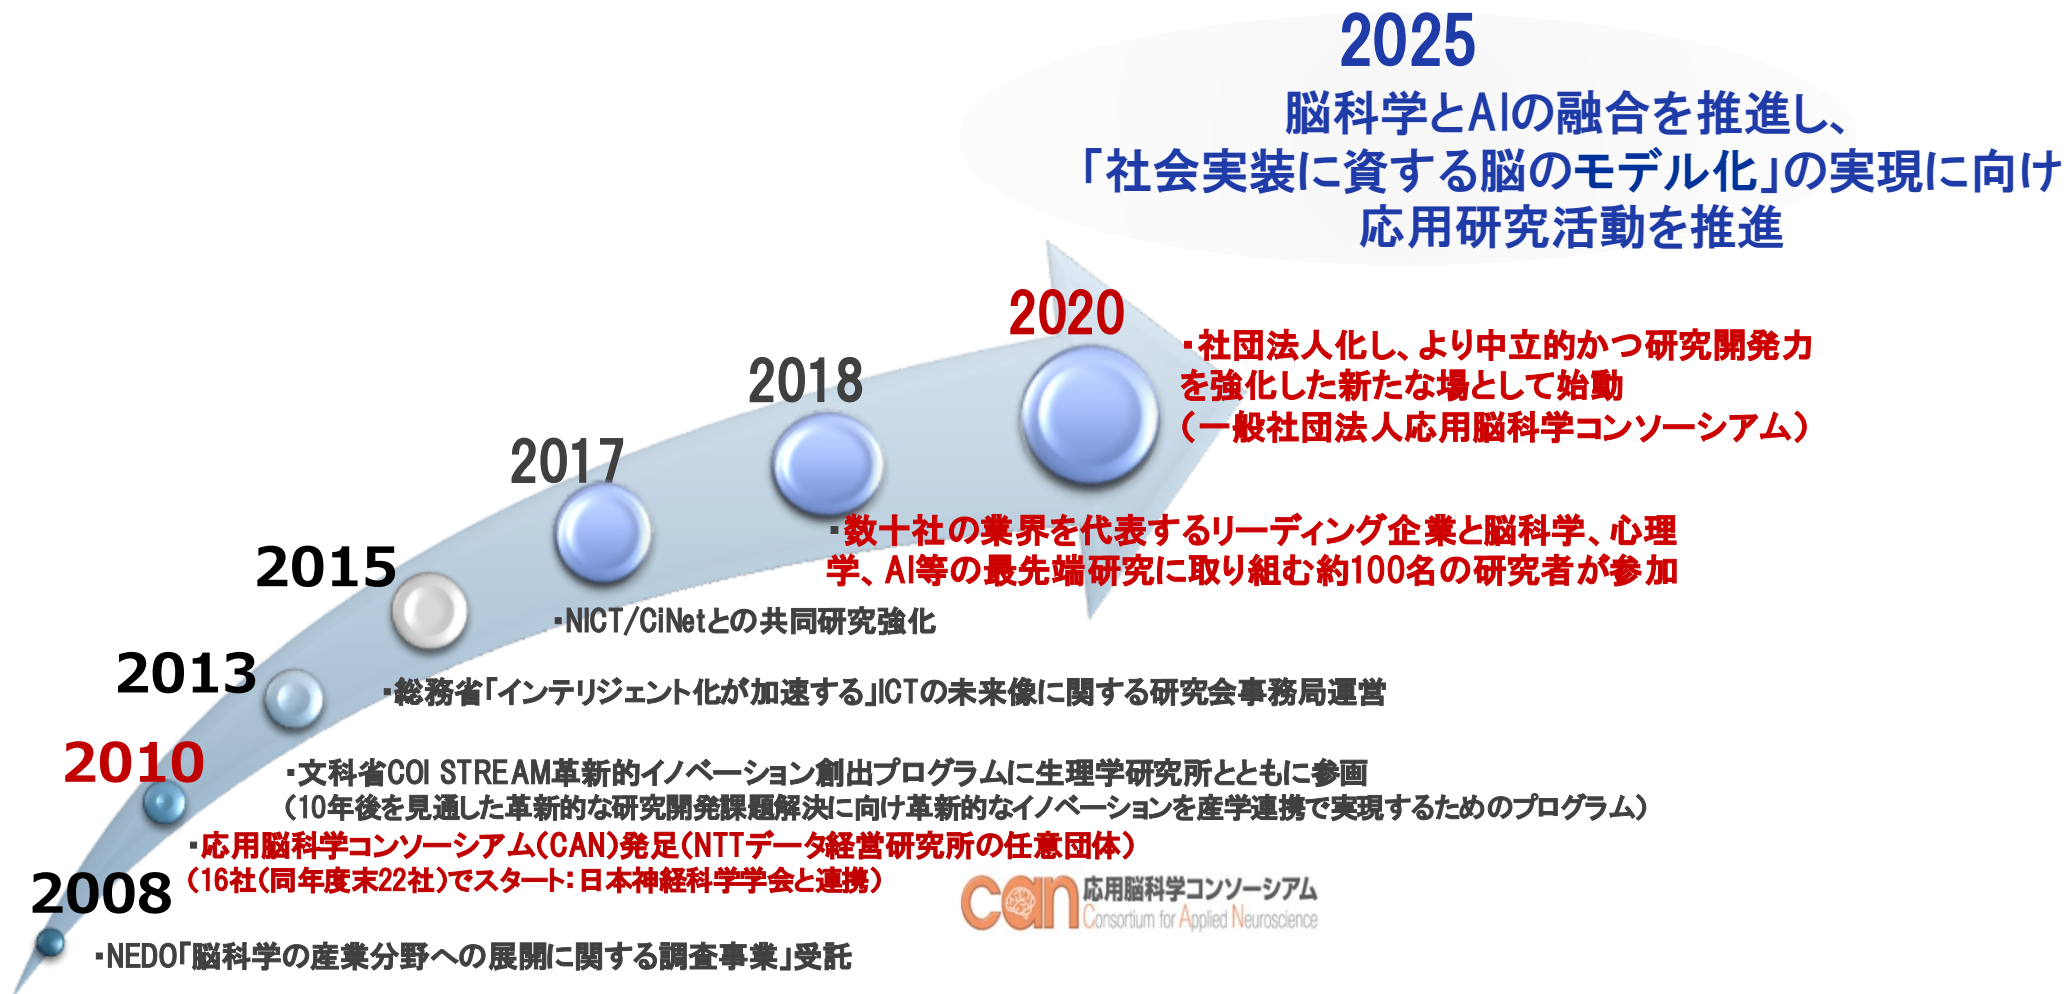 2025
脳科学とAIの融合を推進し、
「社会実装に資する脳のモデル化」の実現に向け
応用研究活動を推進
2020
・社団法人化し、より中立的かつ研究開発力
を強化した新たな場として始動
（一般社団法人応用脳科学コンソーシアム）
2018
・数十社の業界を代表するリーディング企業と脳科学、心理
学、AI等の最先端研究に取り組む約100名の研究者が参加
2017
・NICT/CiNetとの共同研究強化
2015
・総務省「インテリジェント化が加速する」ICTの未来像に関する研究会事務局運営
2013
・文科省COI STREAM革新的イノベーション創出プログラムに生理学研究所とともに参画
（10年後を見通した革新的な研究開発課題解決に向け革新的なイノベーションを産学連携で実現するためのプログラム）
2010
・応用脳科学コンソーシアム（CAN）発足（NTTデータ経営研究所の任意団体）
（16社（同年度末22社）でスタート：日本神経科学学会と連携）
2008
・NEDO「脳科学の産業分野への展開に関する調査事業」受託
can
応用脳科学コンソーシアム
Consortium for Applied Neuroscience